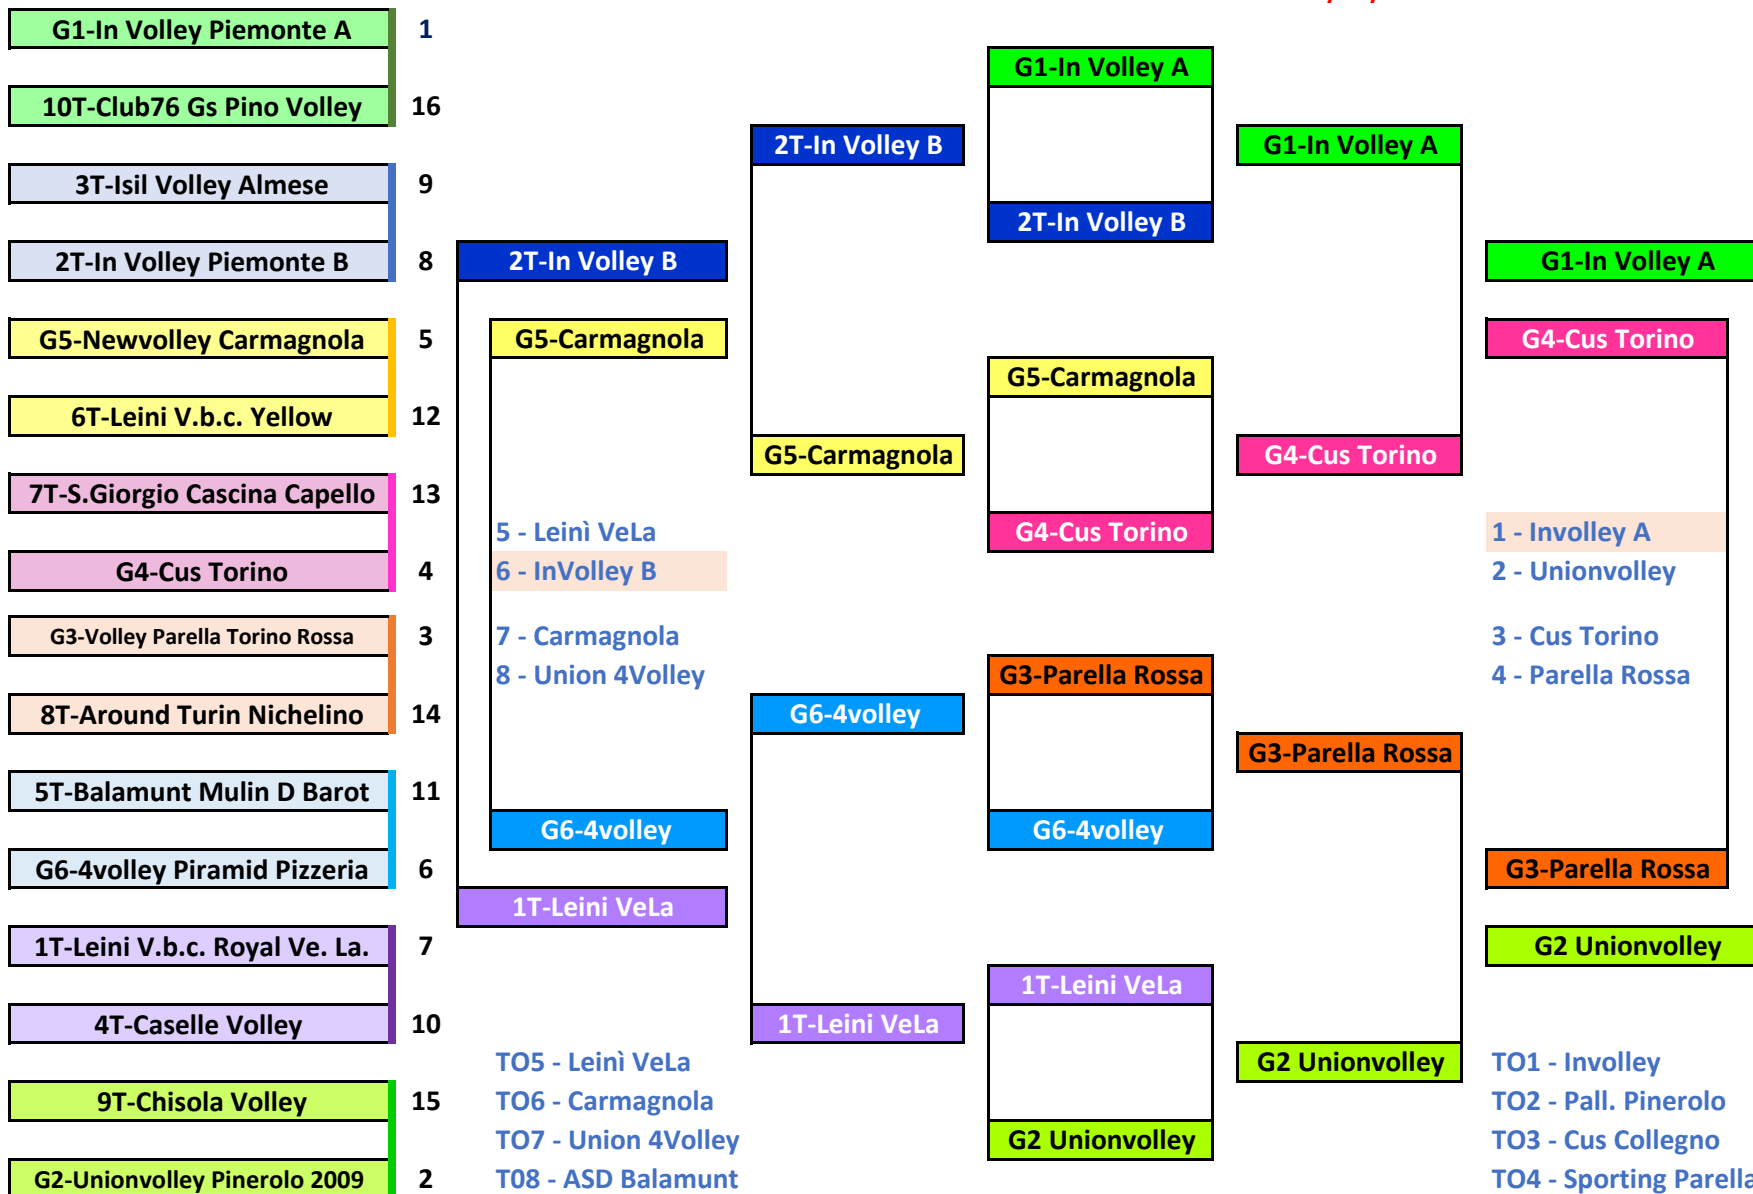 G1-In Volley Piemonte A
1
10T-Club76 Gs Pino Volley
16
3T-Isil Volley Almese
9
2T-In Volley Piemonte B
8
G5-Newvolley Carmagnola
5
6T-Leini V.b.c. Yellow
12
7T-S.Giorgio Cascina Capello
13
G4-Cus Torino
4
G3-Volley Parella Torino Rossa
3
8T-Around Turin Nichelino
14
5T-Balamunt Mulin D Barot
11
G6-4volley Piramid Pizzeria
6
1T-Leini V.b.c. Royal Ve. La.
7
4T-Caselle Volley
10
9T-Chisola Volley
15
G2-Unionvolley Pinerolo 2009
2
2T-In Volley B
G5-Carmagnola
5 - Leinì VeLa
6 - InVolley B
7 - Carmagnola
8 - Union 4Volley
G6-4volley
1T-Leini VeLa
TO5 - Leinì VeLa
TO6 - Carmagnola
TO7 - Union 4Volley
T08 - ASD Balamunt
2T-In Volley B
G5-Carmagnola
G6-4volley
1T-Leini VeLa
G1-In Volley A
2T-In Volley B
G5-Carmagnola
G4-Cus Torino
G3-Parella Rossa
G6-4volley
1T-Leini VeLa
G2 Unionvolley
G1-In Volley A
G4-Cus Torino
G3-Parella Rossa
G2 Unionvolley
G1-In Volley A
G4-Cus Torino
1 - Involley A
2 - Unionvolley
3 - Cus Torino
4 - Parella Rossa
G3-Parella Rossa
G2 Unionvolley
TO1 - Involley
TO2 - Pall. Pinerolo
TO3 - Cus Collegno
TO4 - Sporting Parella